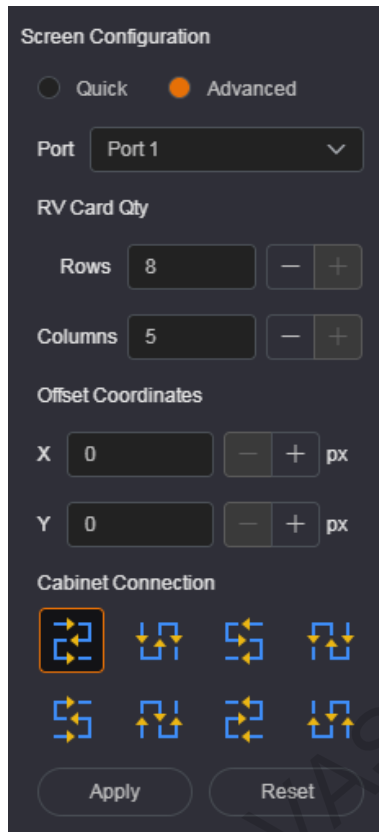 Screen Configuration
Quick Advanced
Port Port 1
RV Card Qty
Rows 8
Columns 5
Offset Coordinates
X 0 px
Y 0 px
Cabinet Connection
Apply Reset